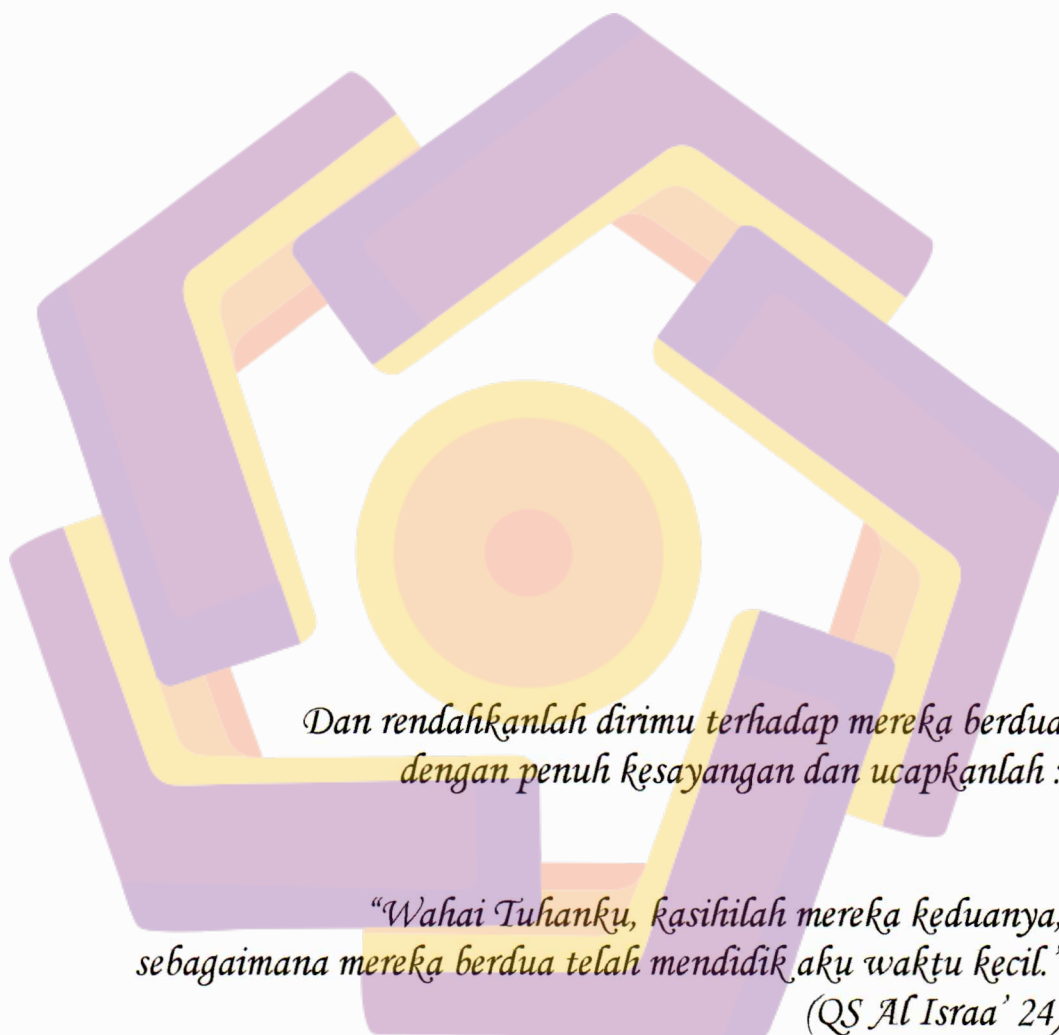 Dan rendahkanlah dirimu terhadap mereka berdua
dengan penuh kesayangan dan ucapkanlah :
“Wahai Tuhanku, kasihilah mereka keduanya,
sebagaimana mereka berdua telah mendidik aku waktu kecil.”
(QS Al Israa’ 24